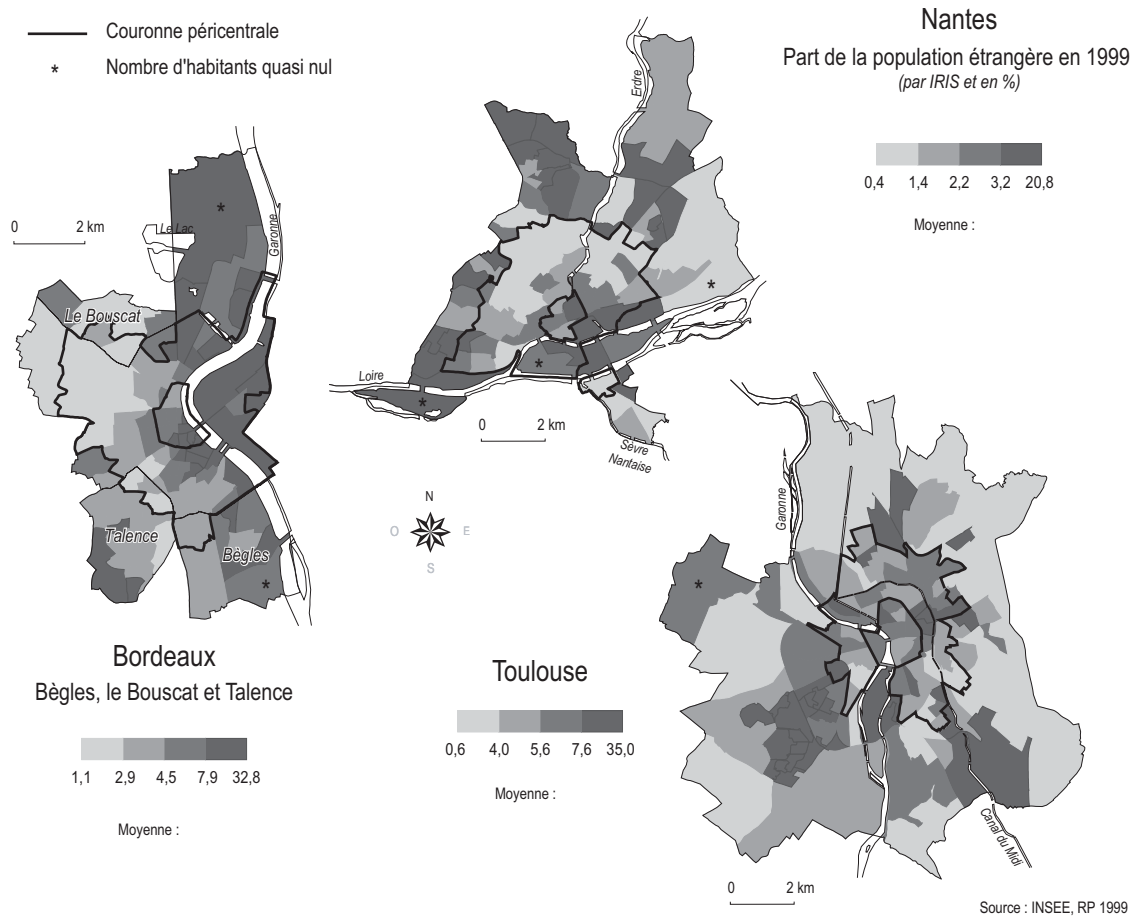 Couronne péricentrale
* Nombre d'habitants quasi nul
Nantes
Part de la population étrangère en 1999
(par IRIS et en %)
0,4 1,4 2,2 3,2 20,8
Moyenne :
Erdre
*
*
*
Loire
0 2 km
Sèvre
Nantaise
0 2 km
*
Le Lac
Garonne
Le Bouscat
Talence
Bègles
*
N
O E
S
Bordeaux
Bègles, le Bouscat et Talence
1,1 2,9 4,5 7,9 32,8
Moyenne :
Toulouse
0,6 4,0 5,6 7,6 35,0
Moyenne :
Garonne
*
Canal du Midi
0 2 km
Source : INSEE, RP 1999